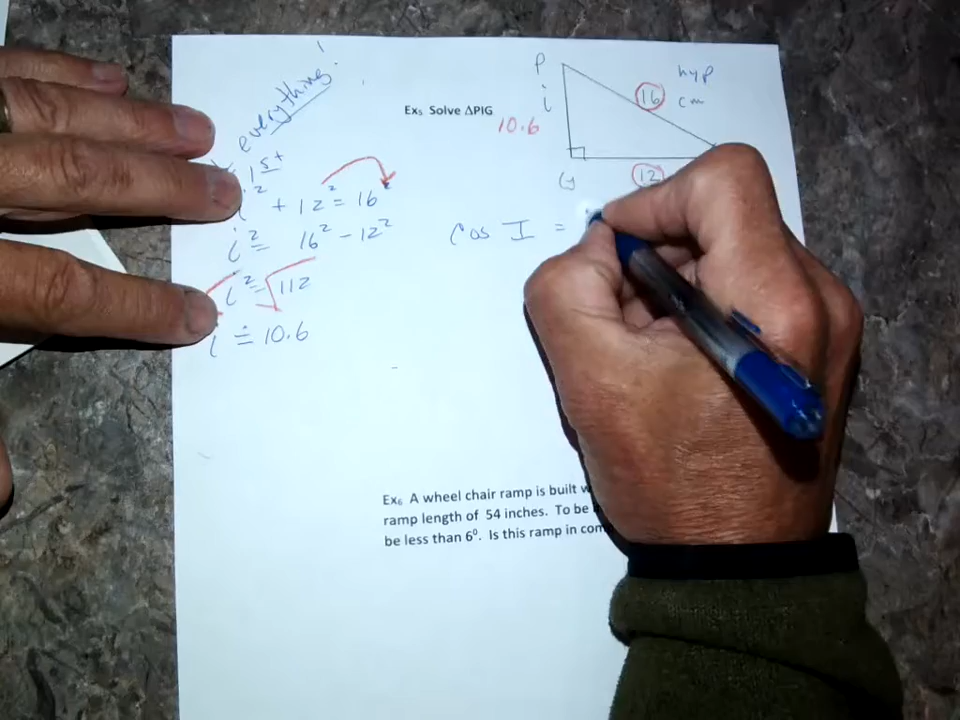 everything!
1st
i² + 12² = 16²
i² = 16² - 12²
i² = √112
i ≐ 10.6
Ex5 Solve ΔPIG
P
i
10.6
16
hyp
cm
G
12
cos I =
Ex6 A wheel chair ramp is built w
ramp length of 54 inches. To be
be less than 6⁰. Is this ramp in com